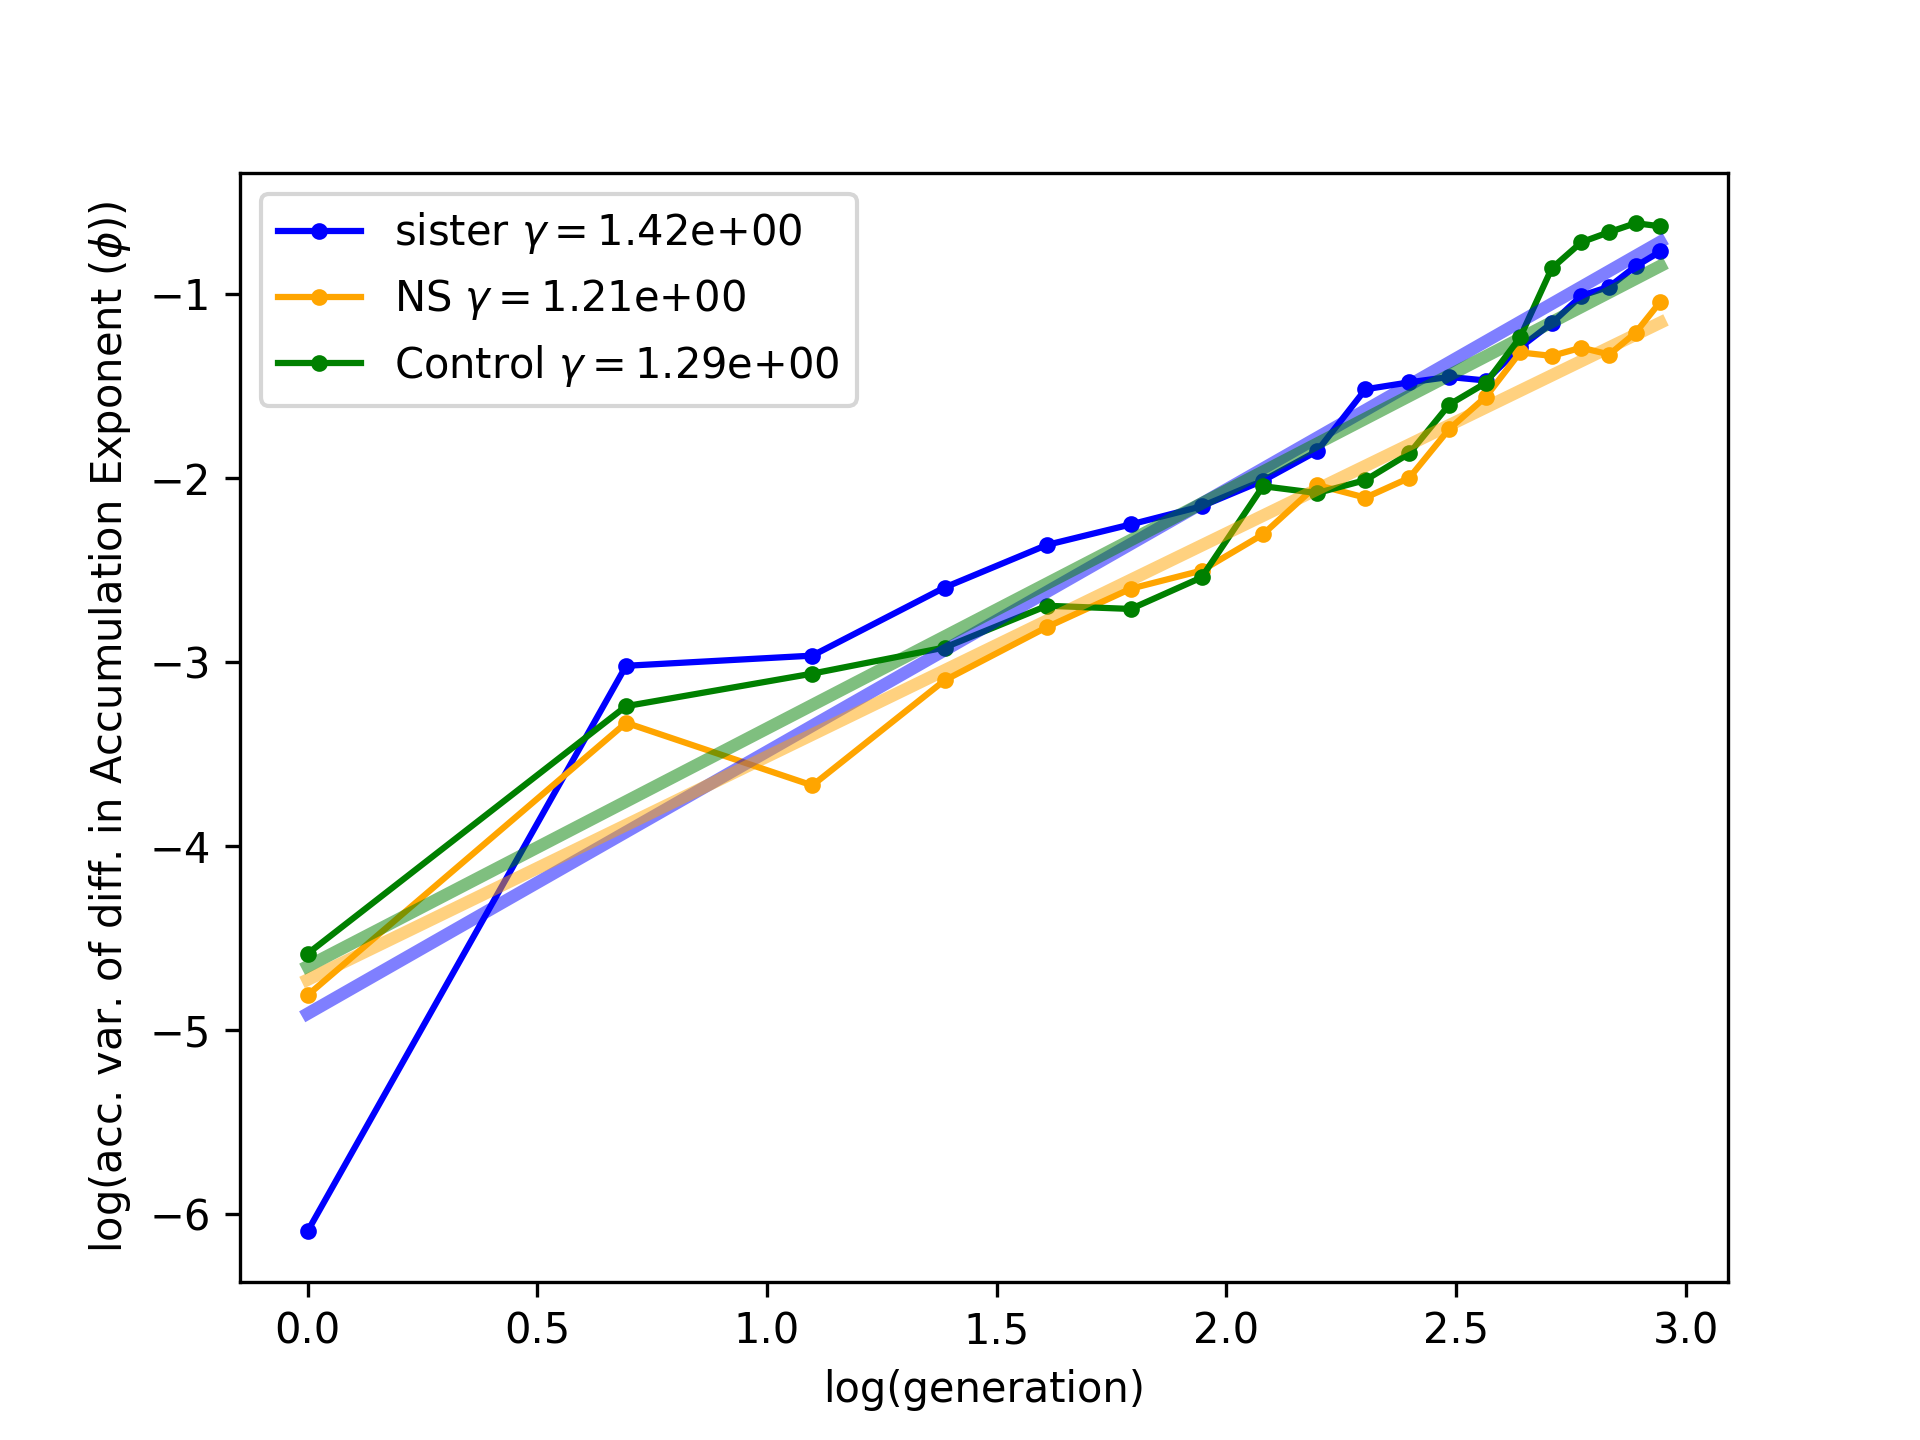 sister γ = 1.42e+00
NS γ = 1.21e+00
Control γ = 1.29e+00
log(acc. var. of diff. in Accumulation Exponent (ϕ))
−1
−2
−3
−4
−5
−6
0.0 0.5 1.0 1.5 2.0 2.5 3.0
log(generation)